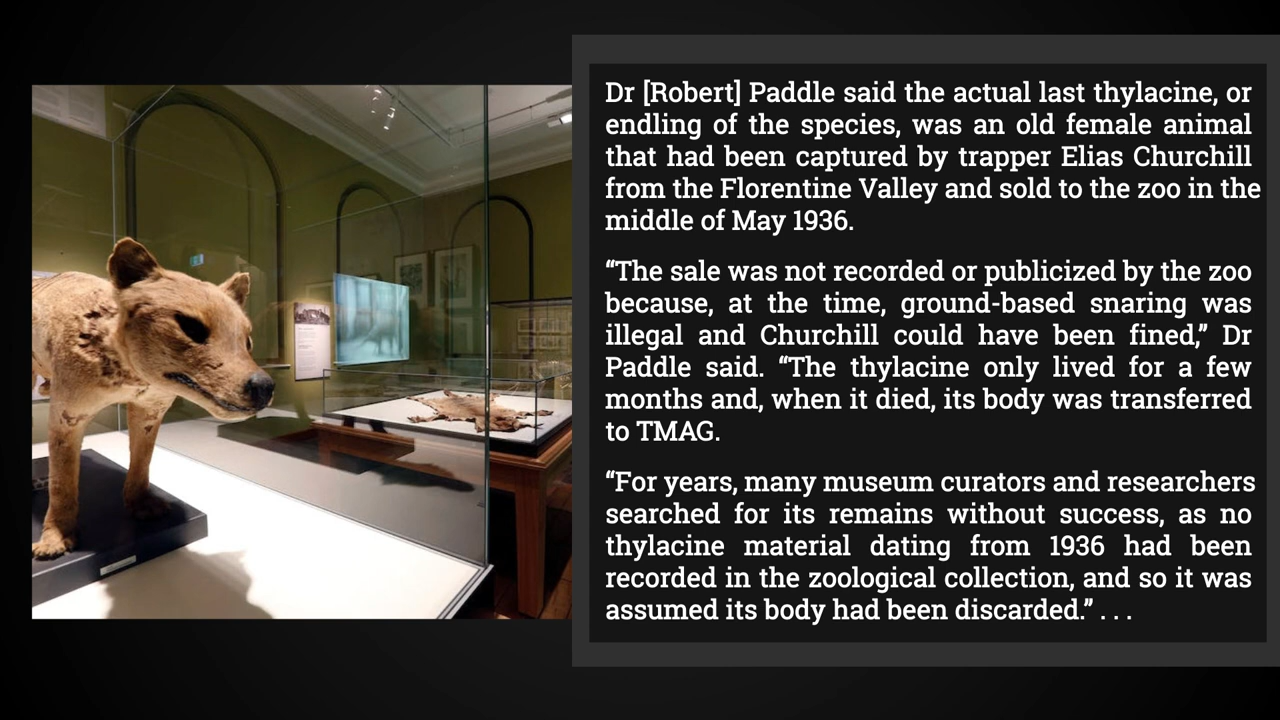 Dr [Robert] Paddle said the actual last thylacine, or
endling of the species, was an old female animal
that had been captured by trapper Elias Churchill
from the Florentine Valley and sold to the zoo in the
middle of May 1936.
“The sale was not recorded or publicized by the zoo
because, at the time, ground-based snaring was
illegal and Churchill could have been fined,” Dr
Paddle said. “The thylacine only lived for a few
months and, when it died, its body was transferred
to TMAG.
“For years, many museum curators and researchers
searched for its remains without success, as no
thylacine material dating from 1936 had been
recorded in the zoological collection, and so it was
assumed its body had been discarded.” . . .